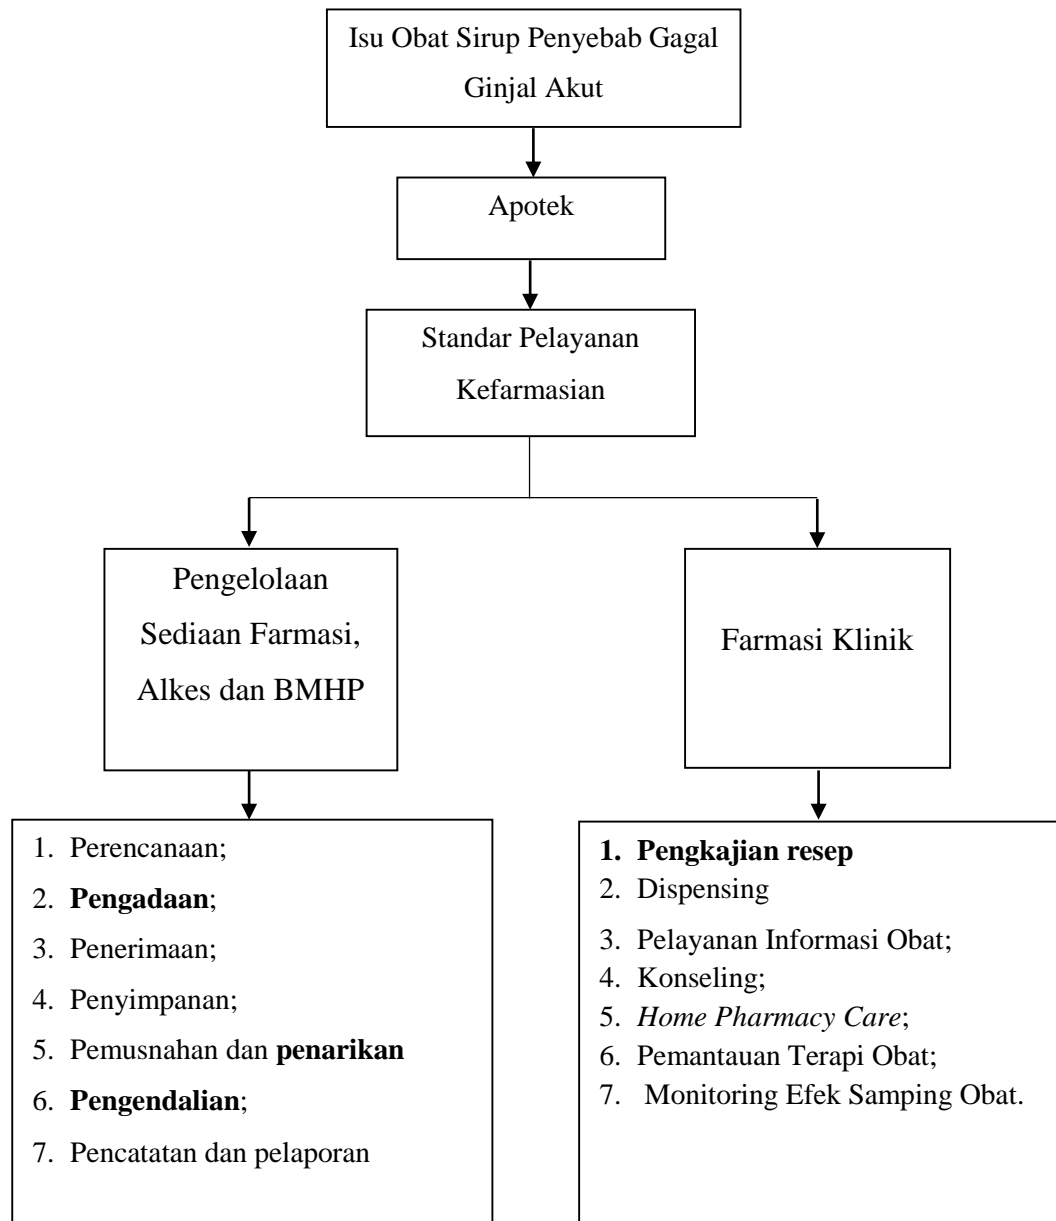 Isu Obat Sirup Penyebab Gagal
Ginjal Akut
Apotek
Standar Pelayanan
Kefarmasian
Pengelolaan
Sediaan Farmasi,
Alkes dan BMHP
Farmasi Klinik
1. Perencanaan;
2. Pengadaan;
3. Penerimaan;
4. Penyimpanan;
5. Pemusnahan dan penarikan
6. Pengendalian;
7. Pencatatan dan pelaporan
1. Pengkajian resep
2. Dispensing
3. Pelayanan Informasi Obat;
4. Konseling;
5. Home Pharmacy Care;
6. Pemantauan Terapi Obat;
7. Monitoring Efek Samping Obat.